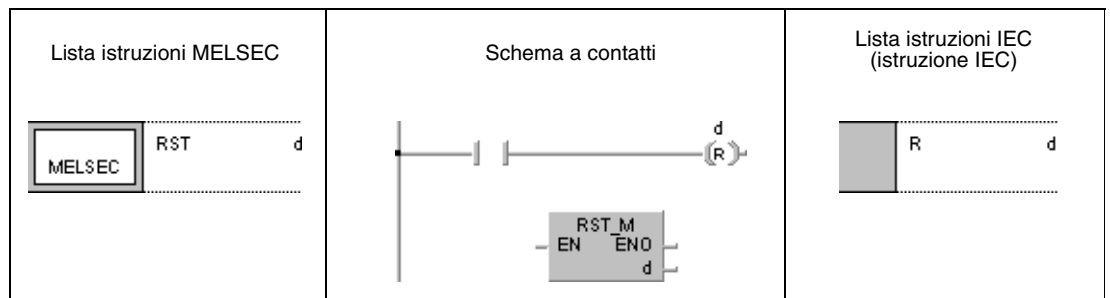 Lista istruzioni MELSEC
MELSEC
RST d
Schema a contatti
d
R
RST_M
EN ENO
d
Lista istruzioni IEC
(istruzione IEC)
R d